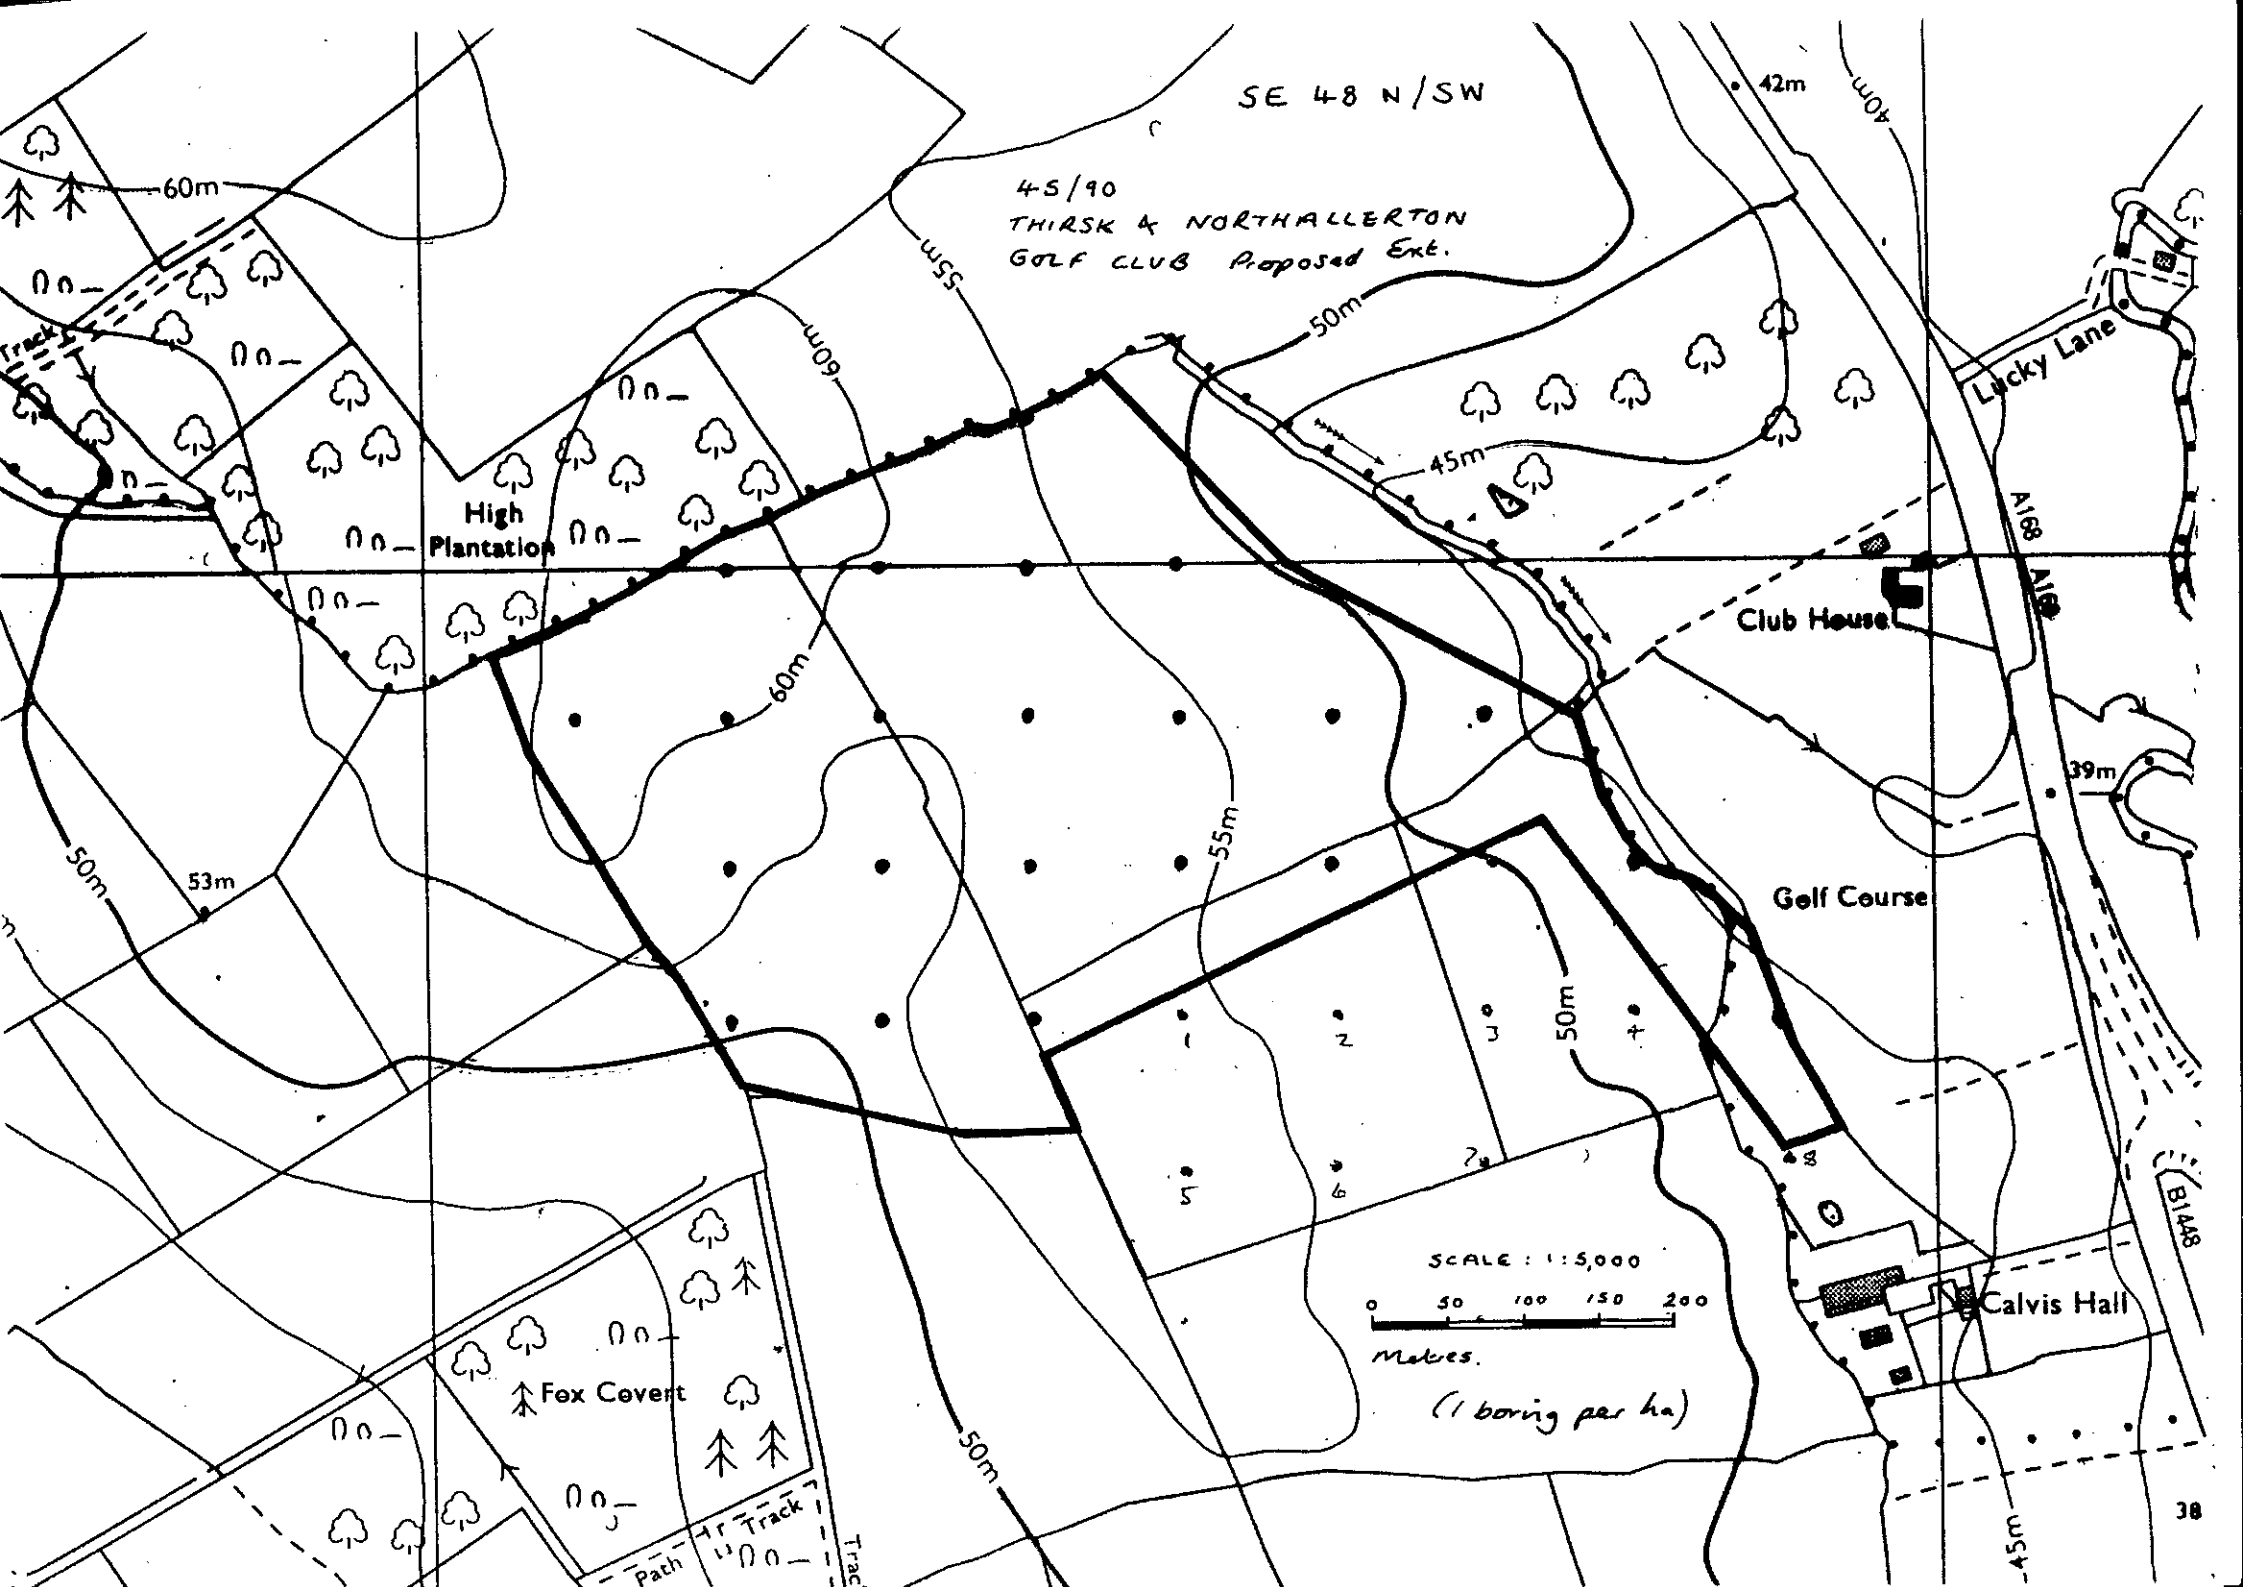 SE 48 N/SW
45/90
THIRSK & NORTHALLERTON
GOLF CLUB Proposed Ext.
42m
40m
60m
55m
50m
60m
Track
Lucky Lane
45m
A168
High
Plantation
A168
Club House
60m
39m
55m
50m
53m
Golf Course
50m
1
2
3
4
5
6
7
8
B1448
SCALE : 1:5,000
0 50 100 150 200
Metres.
Calvis Hall
(1 boring per ha)
Fox Covert
50m
38
45m
Track
Path
Trac